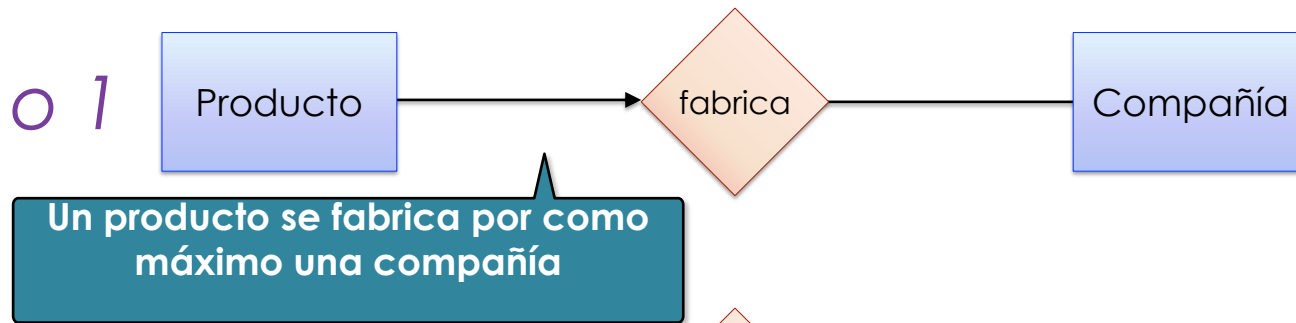 o 1
Producto
fabrica
Compañía
Un producto se fabrica por como
máximo una compañía